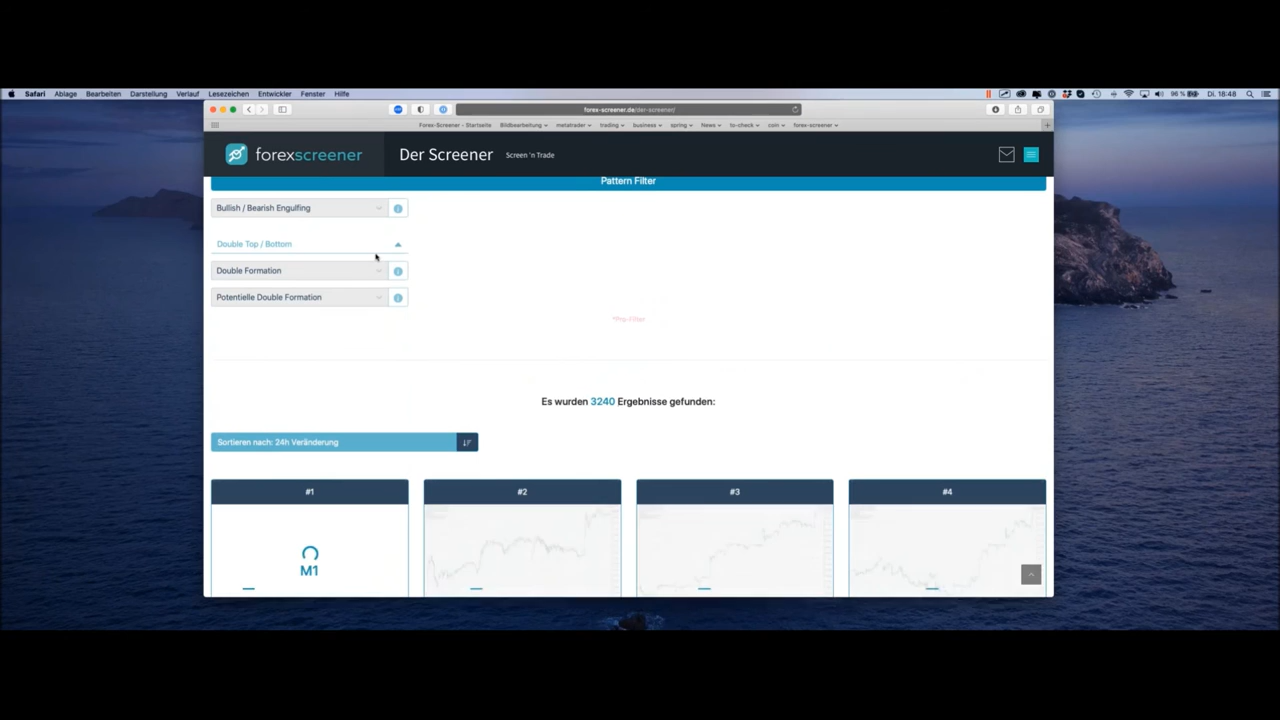 Safari Ablage Bearbeiten Darstellung Verlauf Lesezeichen Entwickler Fenster Hilfe 96 % Di. 18:48
forex-screener.de/der-screener/
Forex-Screener - Startseite Bildbearbeitung metatrader trading business spring News to-check coin forex-screener
forexscreener Der Screener Screen 'n Trade
Pattern Filter
Bullish / Bearish Engulfing
Double Top / Bottom
Double Formation
Potentielle Double Formation
*Pro-Filter
Es wurden 3240 Ergebnisse gefunden:
Sortieren nach: 24h Veränderung
#1 #2 #3 #4
M1